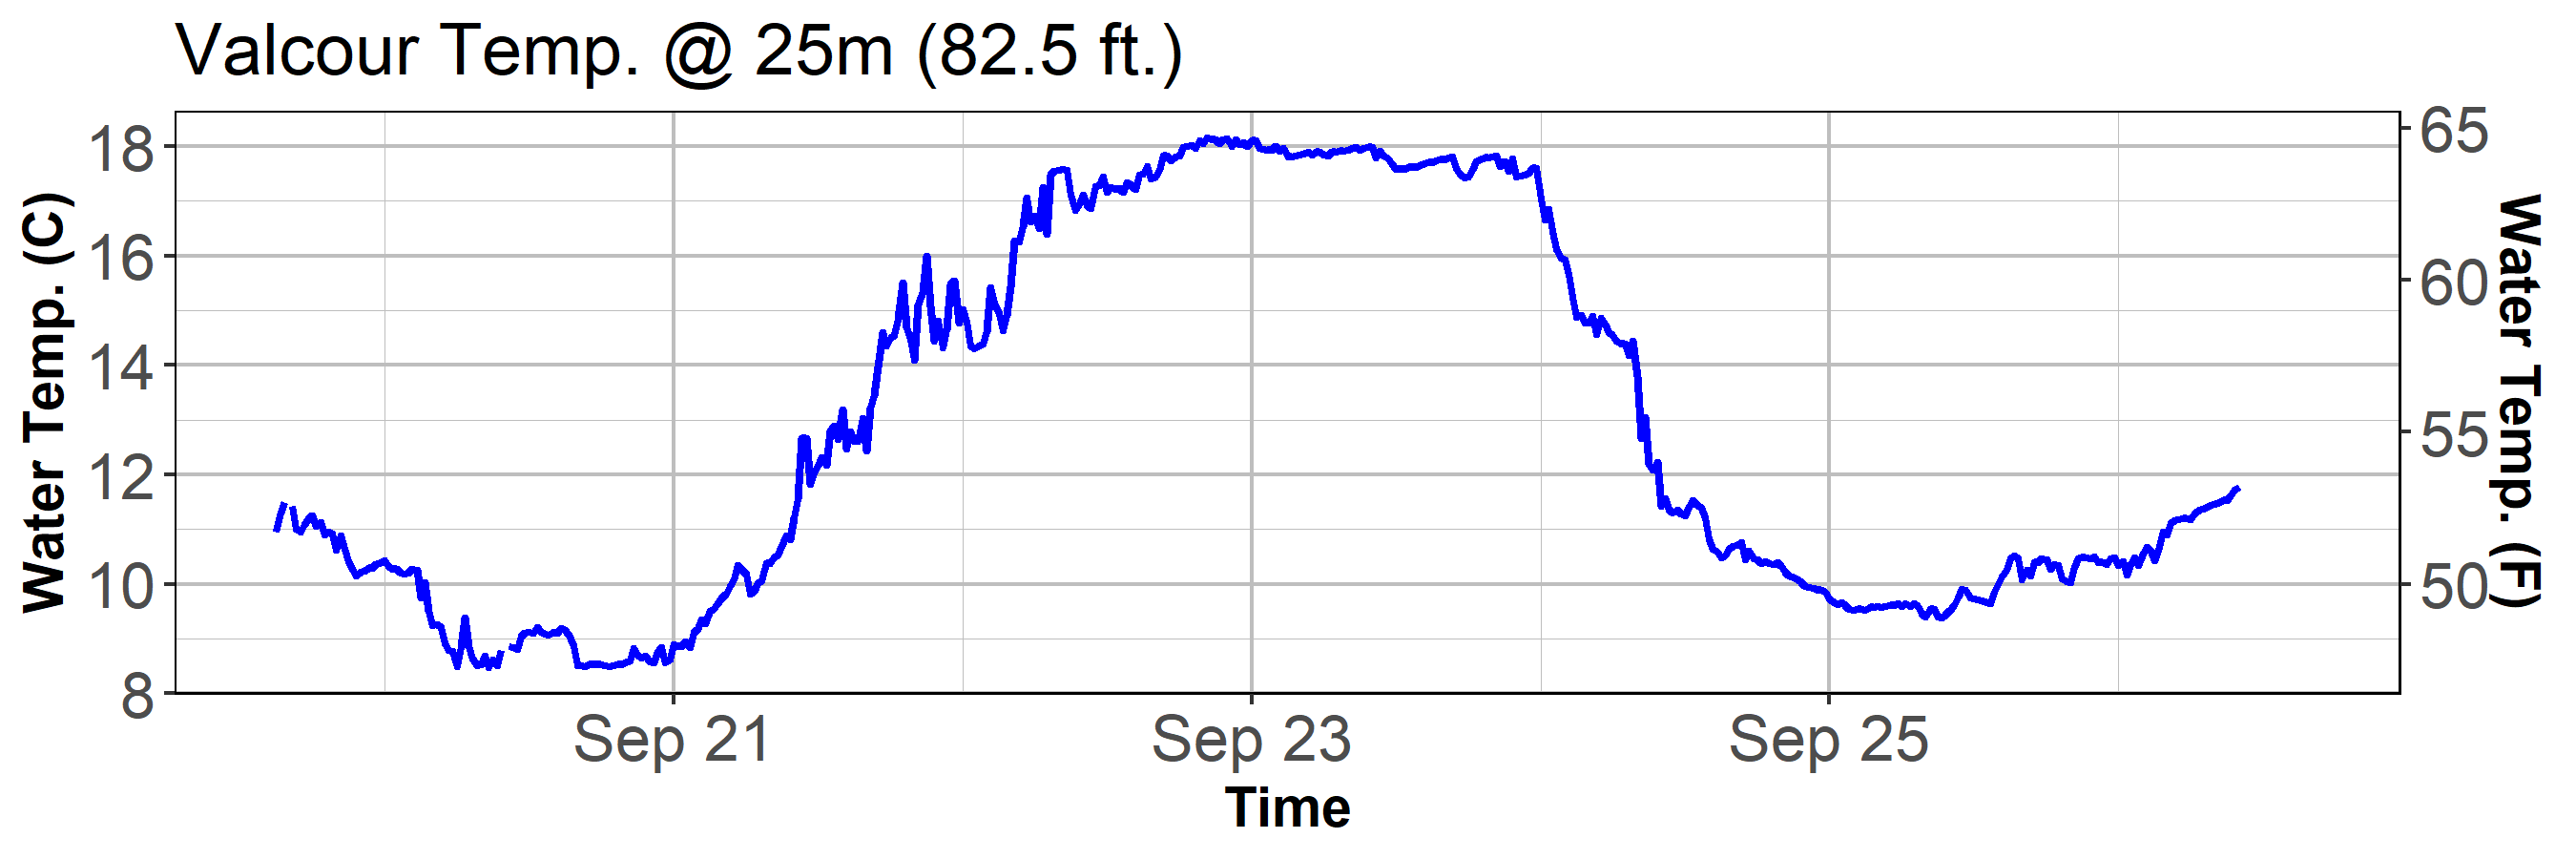 Valcour Temp. @ 25m (82.5 ft.)
Water Temp. (C)
18
16
14
12
10
8
65
60
55
50
Water Temp. (F)
Sep 21
Sep 23
Sep 25
Time